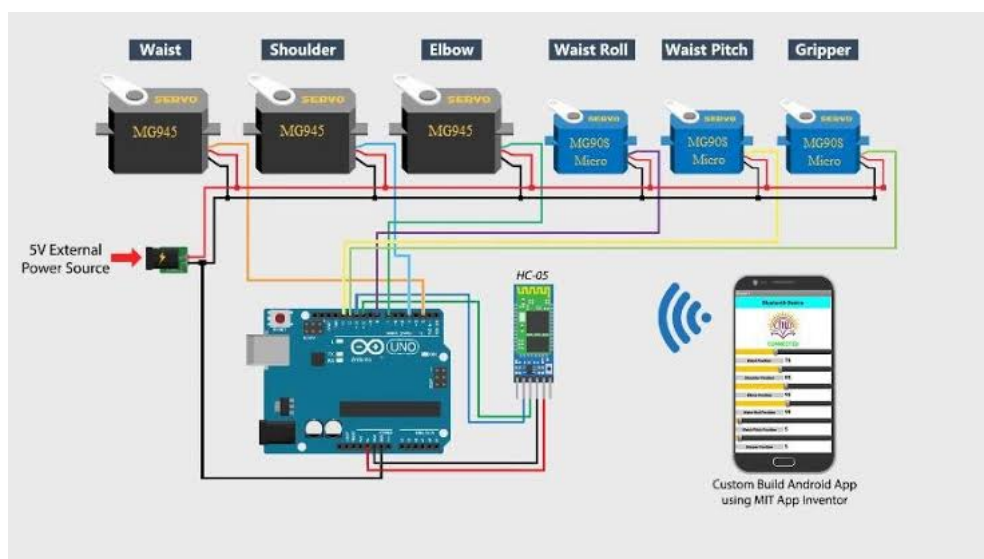 Waist
Shoulder
Elbow
Waist Roll
Waist Pitch
Gripper
SERVO
MG945
SERVO
MG945
SERVO
MG945
SERVO
MG90S
Micro
SERVO
MG90S
Micro
SERVO
MG90S
Micro
5V External
Power Source
HC-05
UNO
CONNECTED
Custom Build Android App
using MIT App Inventor